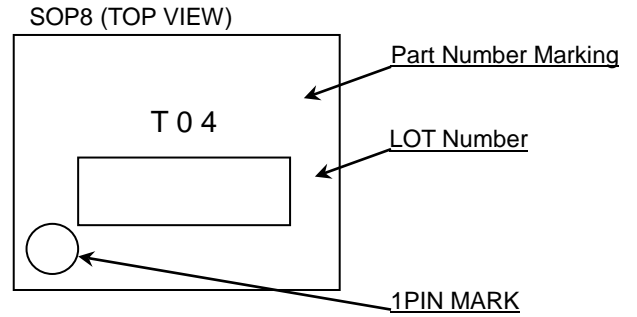 SOP8 (TOP VIEW)
Part Number Marking
T 0 4
LOT Number
1PIN MARK